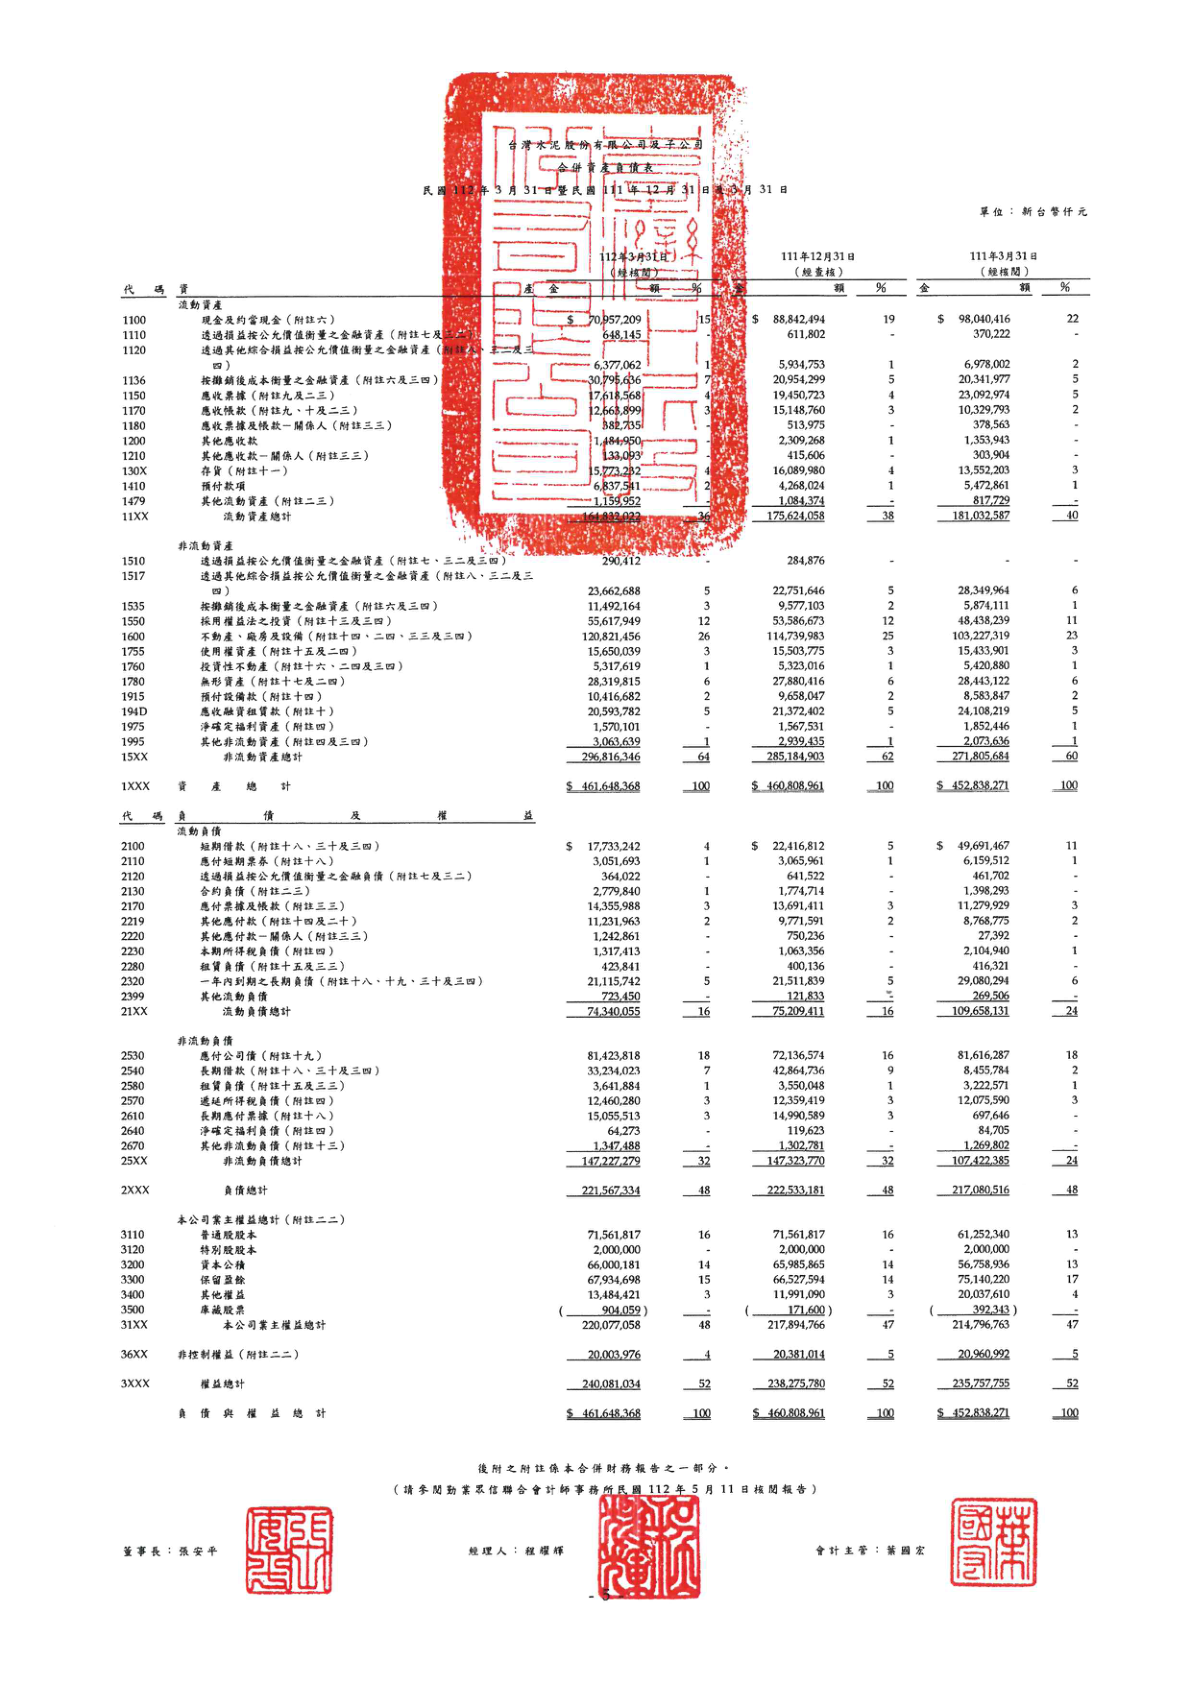 台灣水泥股份有限公司及子公司
合併資產負債表
民國 112 年 3 月 31 日暨民國 111 年 12 月 31 日及 3 月 31 日
單位：新台幣仟元
112年3月31日 111年12月31日 111年3月31日
（經核閱） （經查核） （經核閱）
代 碼 資 產 金 額 % 金 額 % 金 額 %
流動資產
1100 現金及約當現金（附註六） $ 70,957,209 15 $ 88,842,494 19 $ 98,040,416 22
1110 透過損益按公允價值衡量之金融資產（附註七及三二） 648,145 - 611,802 - 370,222 -
1120 透過其他綜合損益按公允價值衡量之金融資產（附註八、三二及三
四） 6,377,062 1 5,934,753 1 6,978,002 2
1136 按攤銷後成本衡量之金融資產（附註六及三四） 30,795,636 7 20,954,299 5 20,341,977 5
1150 應收票據（附註九及二三） 17,618,568 4 19,450,723 4 23,092,974 5
1170 應收帳款（附註九、十及二三） 12,663,899 3 15,148,760 3 10,329,793 2
1180 應收票據及帳款－關係人（附註三三） 382,735 - 513,975 - 378,563 -
1200 其他應收款 1,484,950 - 2,309,268 1 1,353,943 -
1210 其他應收款－關係人（附註三三） 133,093 - 415,606 - 303,904 -
130X 存貨（附註十一） 15,773,232 4 16,089,980 4 13,552,203 3
1410 預付款項 6,837,541 2 4,268,024 1 5,472,861 1
1479 其他流動資產（附註二三） 1,159,952 - 1,084,374 - 817,729 -
11XX 流動資產總計 164,832,022 36 175,624,058 38 181,032,587 40
非流動資產
1510 透過損益按公允價值衡量之金融資產（附註七、三二及三四） 290,412 - 284,876 - - -
1517 透過其他綜合損益按公允價值衡量之金融資產（附註八、三二及三
四） 23,662,688 5 22,751,646 5 28,349,964 6
1535 按攤銷後成本衡量之金融資產（附註六及三四） 11,492,164 3 9,577,103 2 5,874,111 1
1550 採用權益法之投資（附註十三及三四） 55,617,949 12 53,586,673 12 48,438,239 11
1600 不動產、廠房及設備（附註十四、二四、三三及三四） 120,821,456 26 114,739,983 25 103,227,319 23
1755 使用權資產（附註十五及二四） 15,650,039 3 15,503,775 3 15,433,901 3
1760 投資性不動產（附註十六、二四及三四） 5,317,619 1 5,323,016 1 5,420,880 1
1780 無形資產（附註十七及二四） 28,319,815 6 27,880,416 6 28,443,122 6
1915 預付設備款（附註十四） 10,416,682 2 9,658,047 2 8,583,847 2
194D 應收融資租賃款（附註十） 20,593,782 5 21,372,402 5 24,108,219 5
1975 淨確定福利資產（附註四） 1,570,101 - 1,567,531 - 1,852,446 1
1995 其他非流動資產（附註四及三四） 3,063,639 1 2,939,435 1 2,073,636 1
15XX 非流動資產總計 296,816,346 64 285,184,903 62 271,805,684 60
1XXX 資 產 總 計 $ 461,648,368 100 $ 460,808,961 100 $ 452,838,271 100
代 碼 負 債 及 權 益
流動負債
2100 短期借款（附註十八、三十及三四） $ 17,733,242 4 $ 22,416,812 5 $ 49,691,467 11
2110 應付短期票券（附註十八） 3,051,693 1 3,065,961 1 6,159,512 1
2120 透過損益按公允價值衡量之金融負債（附註七及三二） 364,022 - 641,522 - 461,702 -
2130 合約負債（附註二三） 2,779,840 1 1,774,714 - 1,398,293 -
2170 應付票據及帳款（附註三三） 14,355,988 3 13,691,411 3 11,279,929 3
2219 其他應付款（附註十四及二十） 11,231,963 2 9,771,591 2 8,768,775 2
2220 其他應付款－關係人（附註三三） 1,242,861 - 750,236 - 27,392 -
2230 本期所得稅負債（附註四） 1,317,413 - 1,063,356 - 2,104,940 1
2280 租賃負債（附註十五及三三） 423,841 - 400,136 - 416,321 -
2320 一年內到期之長期負債（附註十八、十九、三十及三四） 21,115,742 5 21,511,839 5 29,080,294 6
2399 其他流動負債 723,450 - 121,833 - 269,506 -
21XX 流動負債總計 74,340,055 16 75,209,411 16 109,658,131 24
非流動負債
2530 應付公司債（附註十九） 81,423,818 18 72,136,574 16 81,616,287 18
2540 長期借款（附註十八、三十及三四） 33,234,023 7 42,864,736 9 8,455,784 2
2580 租賃負債（附註十五及三三） 3,641,884 1 3,550,048 1 3,222,571 1
2570 遞延所得稅負債（附註四） 12,460,280 3 12,359,419 3 12,075,590 3
2610 長期應付票據（附註十八） 15,055,513 3 14,990,589 3 697,646 -
2640 淨確定福利負債（附註四） 64,273 - 119,623 - 84,705 -
2670 其他非流動負債（附註十三） 1,347,488 - 1,302,781 - 1,269,802 -
25XX 非流動負債總計 147,227,279 32 147,323,770 32 107,422,385 24
2XXX 負債總計 221,567,334 48 222,533,181 48 217,080,516 48
本公司業主權益總計（附註二二）
3110 普通股股本 71,561,817 16 71,561,817 16 61,252,340 13
3120 特別股股本 2,000,000 - 2,000,000 - 2,000,000 -
3200 資本公積 66,000,181 14 65,985,865 14 56,758,936 13
3300 保留盈餘 67,934,698 15 66,527,594 14 75,140,220 17
3400 其他權益 13,484,421 3 11,991,090 3 20,037,610 4
3500 庫藏股票 ( 904,059 ) - ( 171,600 ) - ( 392,343 ) -
31XX 本公司業主權益總計 220,077,058 48 217,894,766 47 214,796,763 47
36XX 非控制權益（附註二二） 20,003,976 4 20,381,014 5 20,960,992 5
3XXX 權益總計 240,081,034 52 238,275,780 52 235,757,755 52
負 債 與 權 益 總 計 $ 461,648,368 100 $ 460,808,961 100 $ 452,838,271 100
後附之附註係本合併財務報告之一部分。
（請參閱勤業眾信聯合會計師事務所民國 112 年 5 月 11 日核閱報告）
董事長：張安平 經理人：程耀輝 會計主管：葉國宏
- 5 -